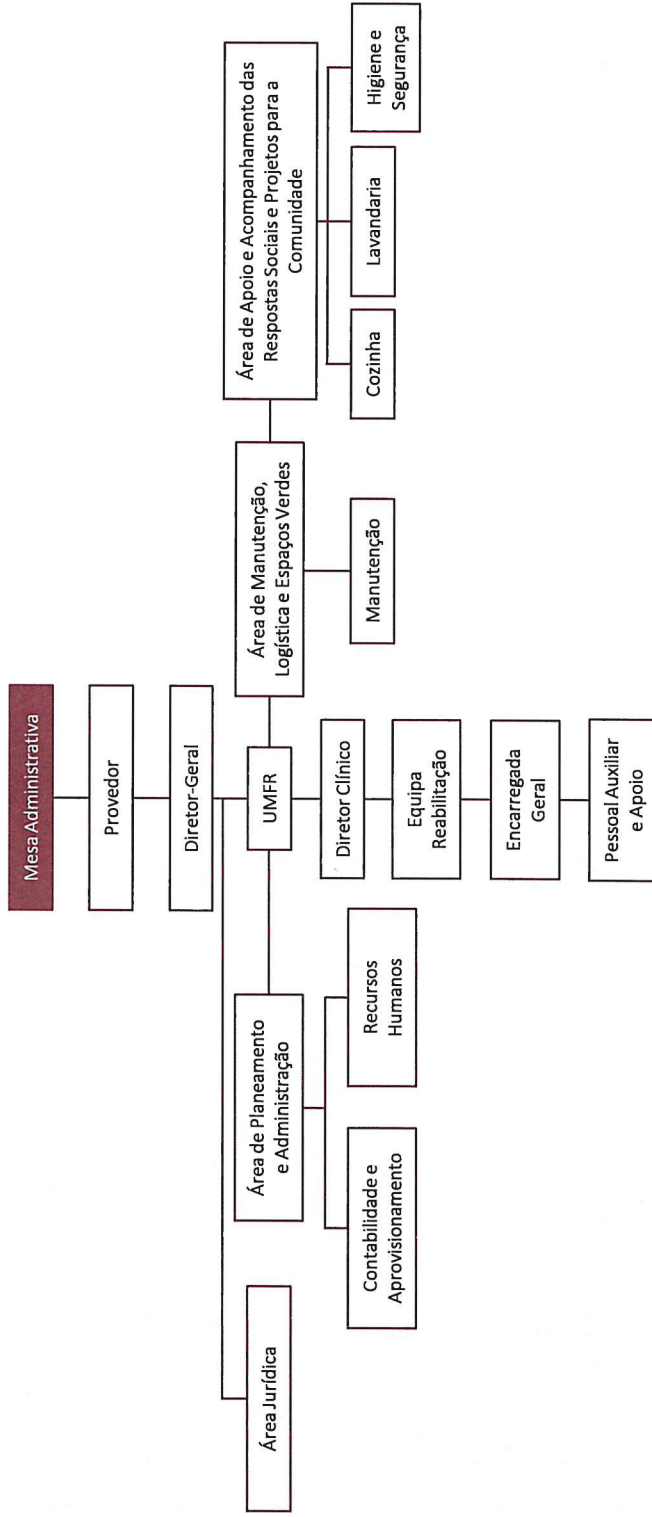 Mesa Administrativa
Provedor
Diretor-Geral
Área Jurídica
Área de Planeamento
e Administração
UMFR
Área de Manutenção,
Logística e Espaços Verdes
Área de Apoio e Acompanhamento das
Respostas Sociais e Projetos para a
Comunidade
Contabilidade e
Aprovisionamento
Recursos
Humanos
Diretor Clínico
Manutenção
Cozinha
Lavandaria
Higiene e
Segurança
Equipa
Reabilitação
Encarregada
Geral
Pessoal Auxiliar
e Apoio